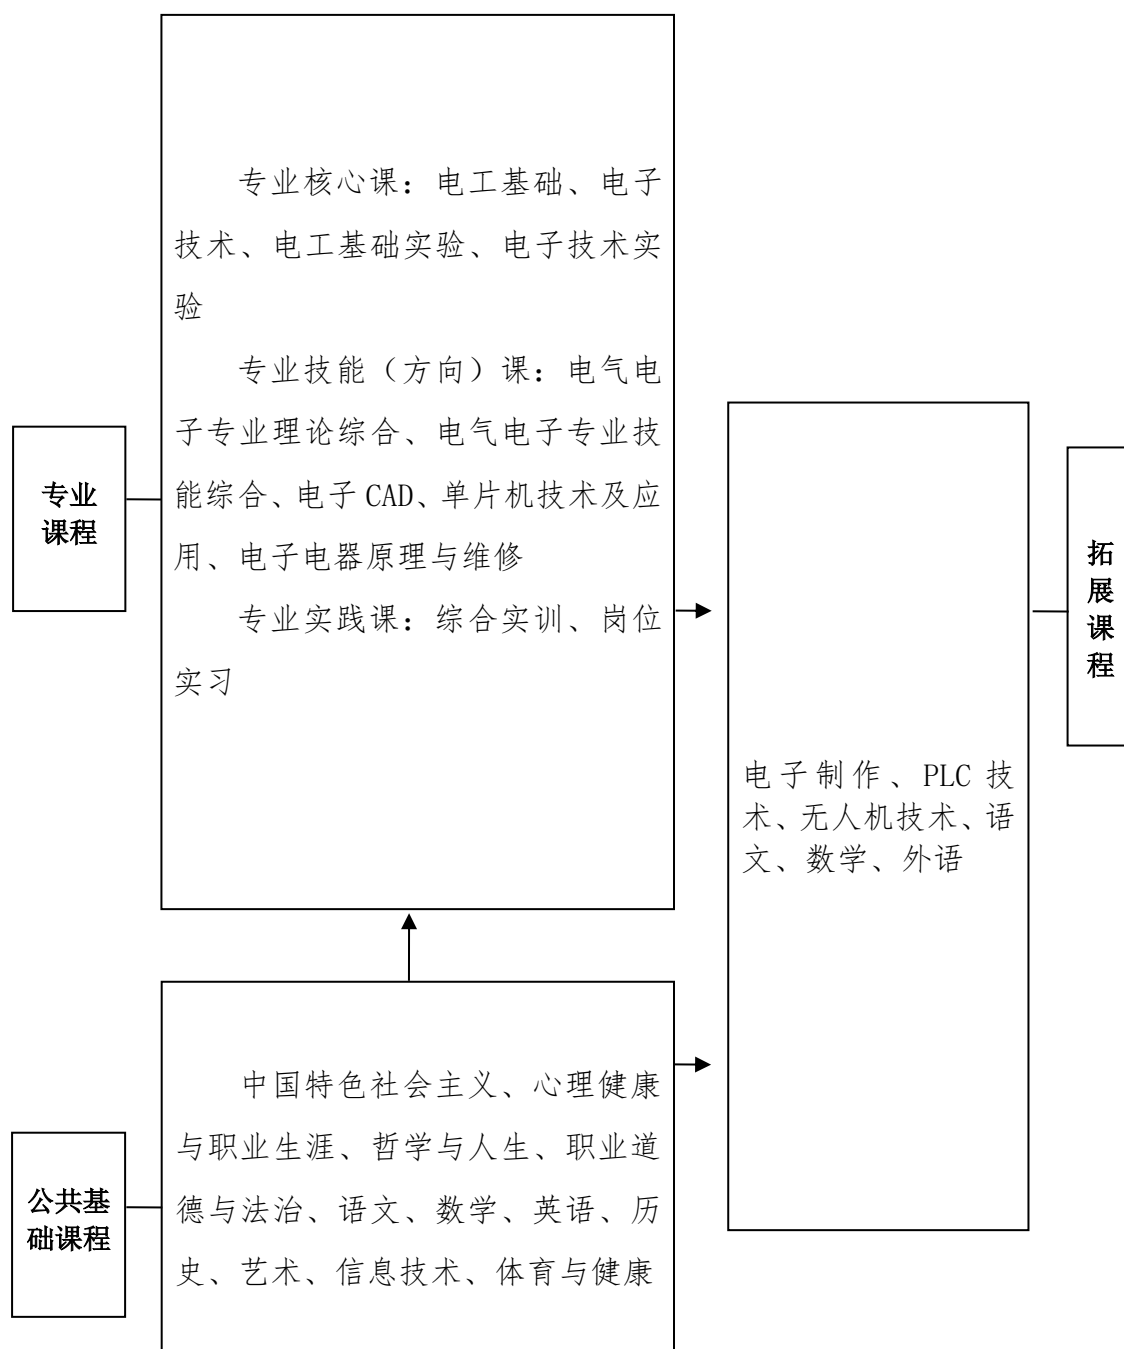 专业核心课：电工基础、电子
技术、电工基础实验、电子技术实
验
专业技能（方向）课：电气电
子专业理论综合、电气电子专业技
能综合、电子 CAD、单片机技术及应
用、电子电器原理与维修
专业实践课：综合实训、岗位
实习
专业
课程
拓
展
课
程
电子制作、PLC 技
术、无人机技术、语
文、数学、外语
中国特色社会主义、心理健康
与职业生涯、哲学与人生、职业道
德与法治、语文、数学、英语、历
史、艺术、信息技术、体育与健康
公共基
础课程